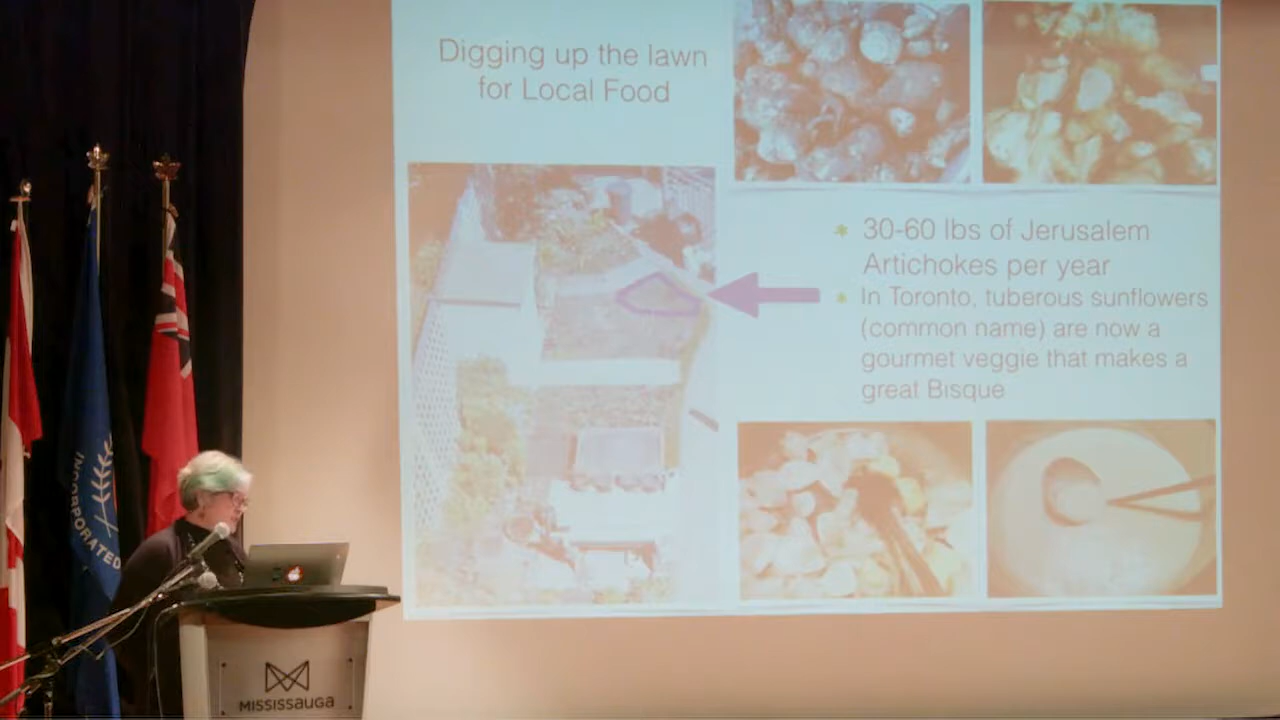 Digging up the lawn
for Local Food
* 30-60 lbs of Jerusalem
Artichokes per year
* In Toronto, tuberous sunflowers
(common name) are now a
gourmet veggie that makes a
great Bisque
INCORPORATED
MISSISSAUGA